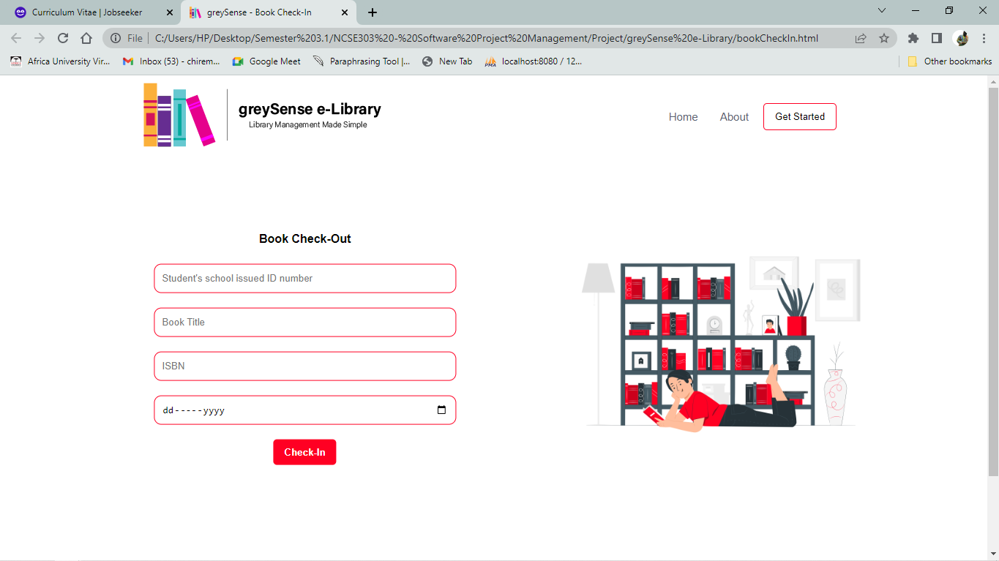 Curriculum Vitae | Jobseeker
greySense - Book Check-In
File
C:/Users/HP/Desktop/Semester%203.1/NCSE303%20-%20Software%20Project%20Management/Project/greySense%20e-Library/bookCheckIn.html
Africa University Vir...
Inbox (53) - chirem...
Google Meet
Paraphrasing Tool |...
New Tab
PMA
localhost:8080 / 12...
Other bookmarks
greySense e-Library
Library Management Made Simple
Home
About
Get Started
Book Check-Out
Student's school issued ID number
Book Title
ISBN
dd-----yyyy
Check-In